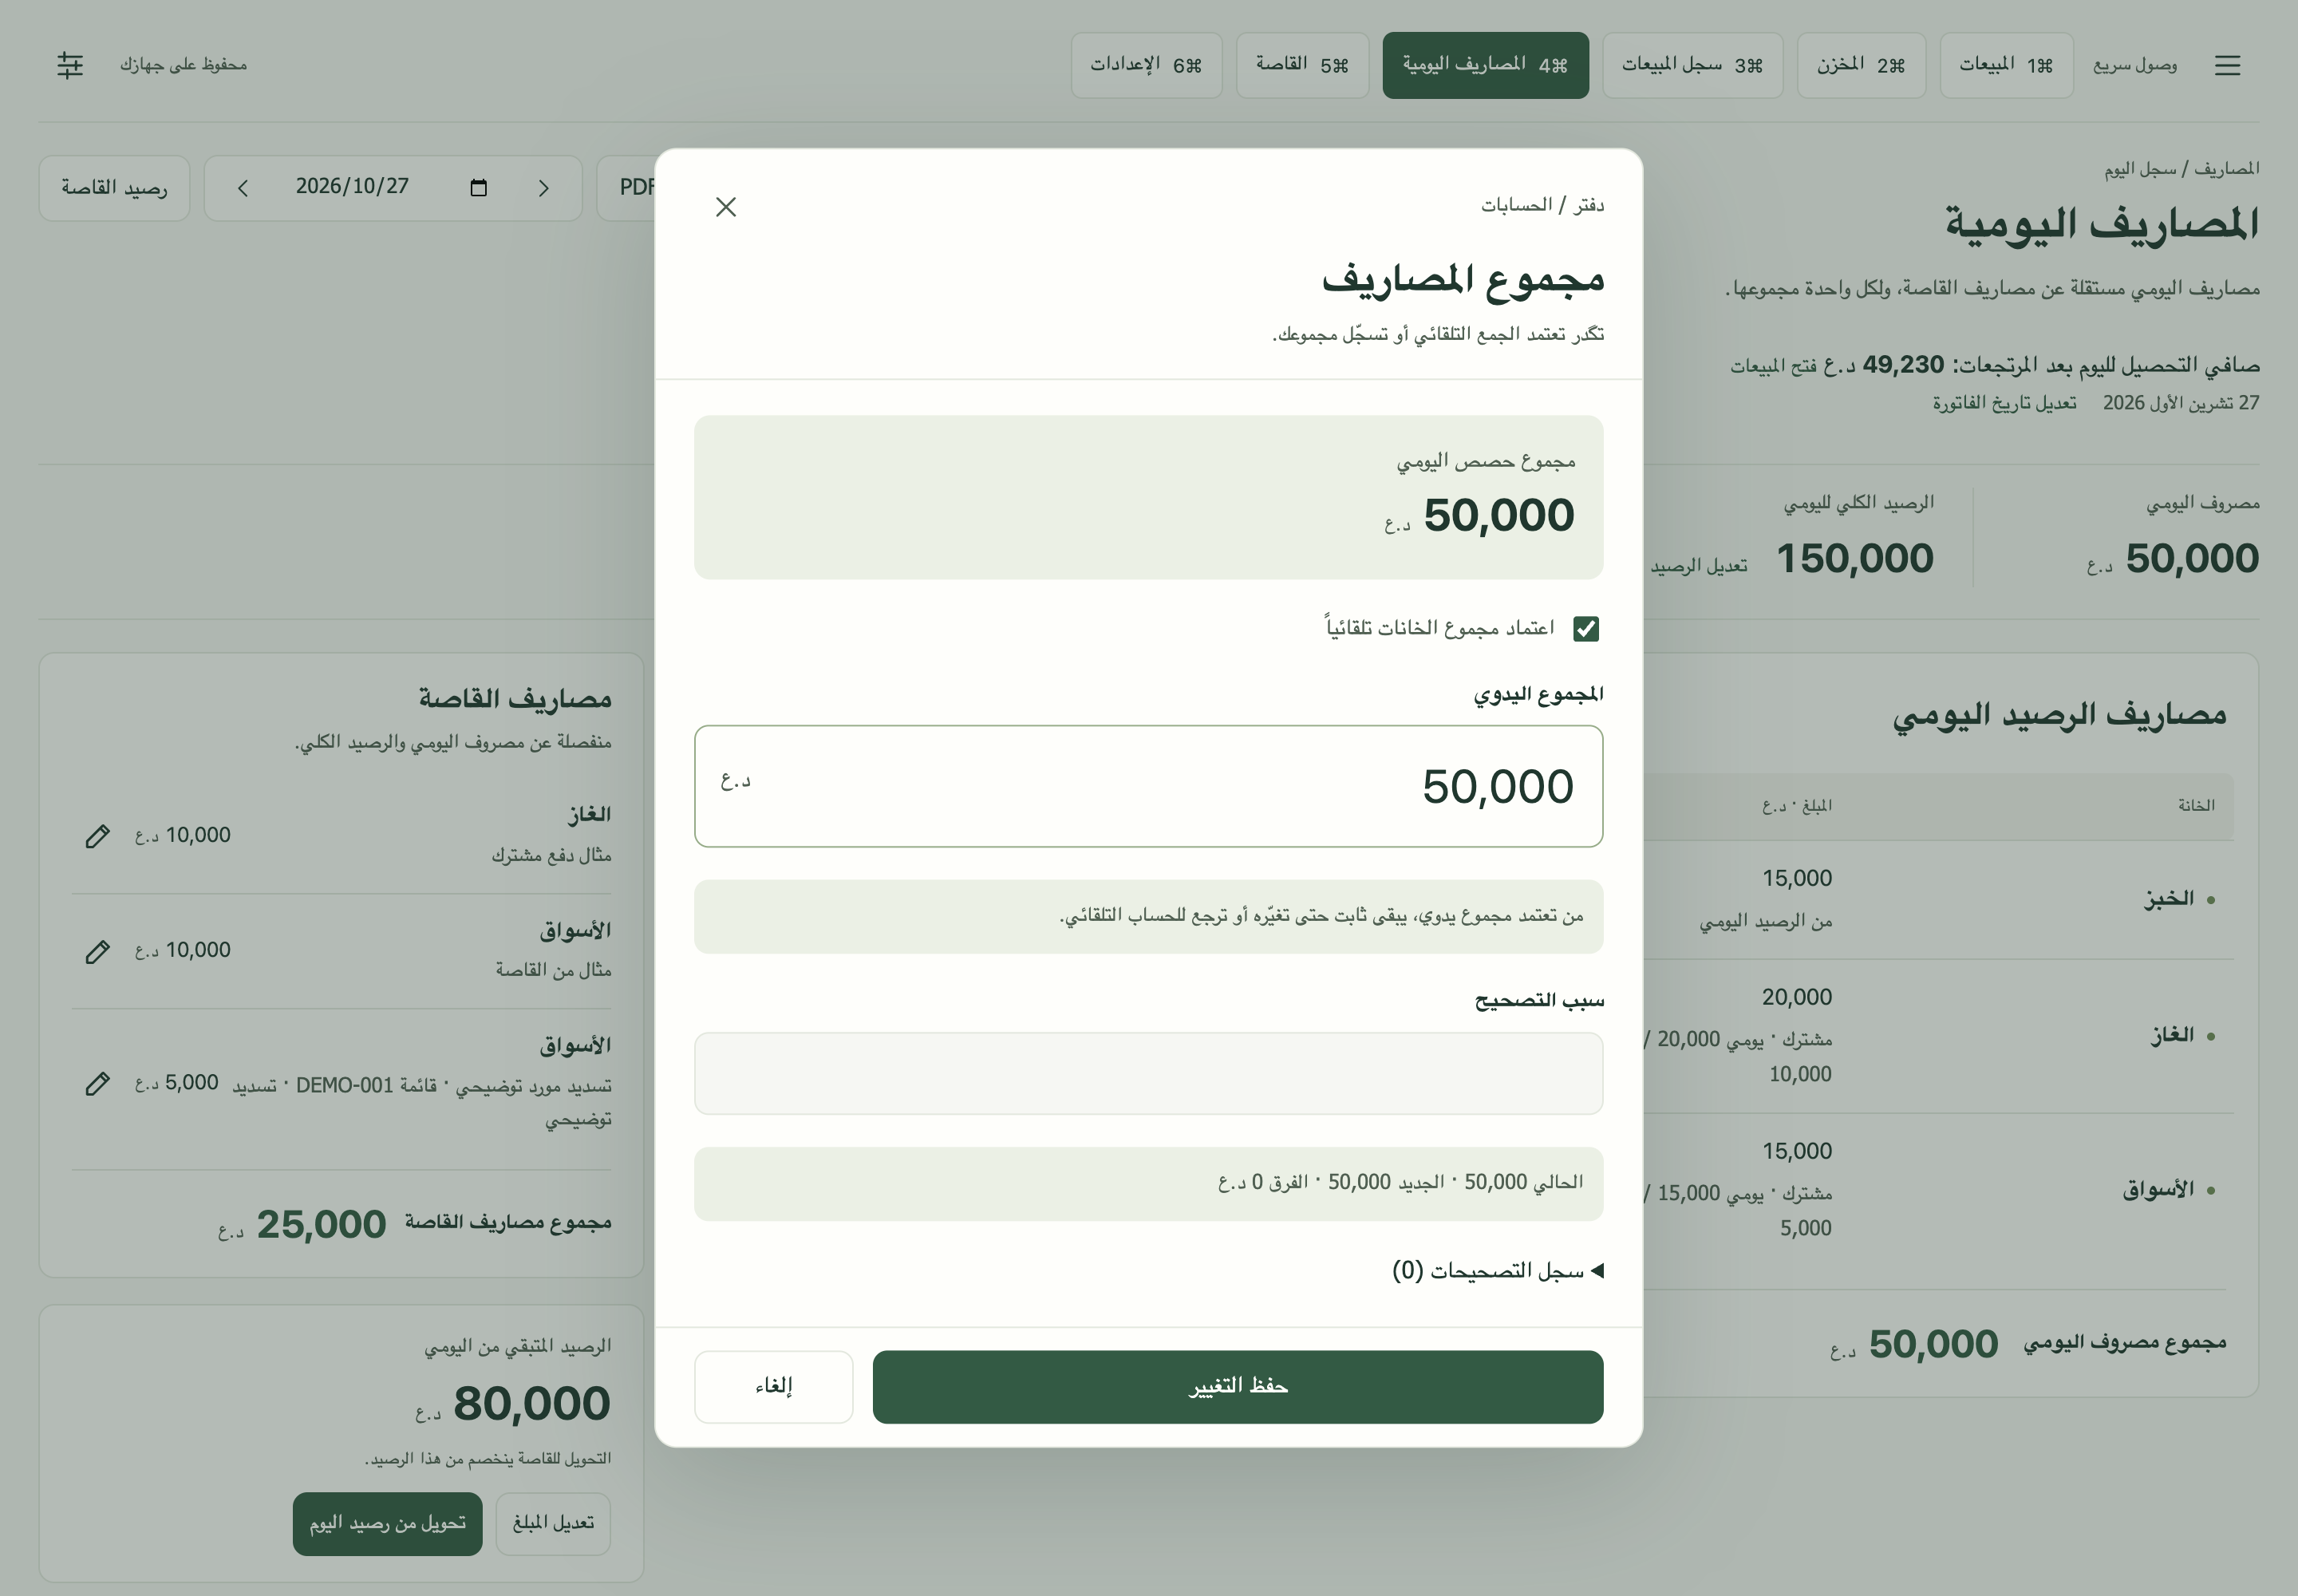 وصول سريع
⌘1 المبيعات
⌘2 المخزن
⌘3 سجل المبيعات
⌘4 المصاريف اليومية
⌘5 القاصة
⌘6 الإعدادات
محفوظ على جهازك
المصاريف / سجل اليوم
المصاريف اليومية
مصاريف اليومي مستقلة عن مصاريف القاصة، ولكل واحدة مجموعها.
PDF
2026/10/27
رصيد القاصة
صافي التحصيل لليوم بعد المرتجعات: 49,230 د.ع فتح المبيعات
27 تشرين الأول 2026 تعديل تاريخ الفاتورة
مصروف اليومي
50,000 د.ع
الرصيد الكلي لليومي
150,000 تعديل الرصيد
مصاريف الرصيد اليومي
الخانة
المبلغ · د.ع
الخبز
15,000
من الرصيد اليومي
الغاز
20,000
مشترك · يومي 20,000 /
10,000
الأسواق
15,000
مشترك · يومي 15,000 /
5,000
مجموع مصروف اليومي 50,000 د.ع
دفتر / الحسابات
مجموع المصاريف
تگدر تعتمد الجمع التلقائي أو تسجّل مجموعك.
مجموع حصص اليومي
50,000 د.ع
اعتماد مجموع الخانات تلقائياً
المجموع اليدوي
50,000 د.ع
من تعتمد مجموع يدوي، يبقى ثابت حتى تغيّره أو ترجع للحساب التلقائي.
سبب التصحيح
الحالي 50,000 · الجديد 50,000 · الفرق 0 د.ع
سجل التصحيحات (0)
حفظ التغيير
إلغاء
مصاريف القاصة
منفصلة عن مصروف اليومي والرصيد الكلي.
الغاز
مثال دفع مشترك
10,000 د.ع
الأسواق
مثال من القاصة
10,000 د.ع
الأسواق
تسديد مورد توضيحي · قائمة DEMO-001 · تسديد
توضيحي
5,000 د.ع
مجموع مصاريف القاصة 25,000 د.ع
الرصيد المتبقي من اليومي
80,000 د.ع
التحويل للقاصة ينخصم من هذا الرصيد.
تعديل المبلغ
تحويل من رصيد اليوم